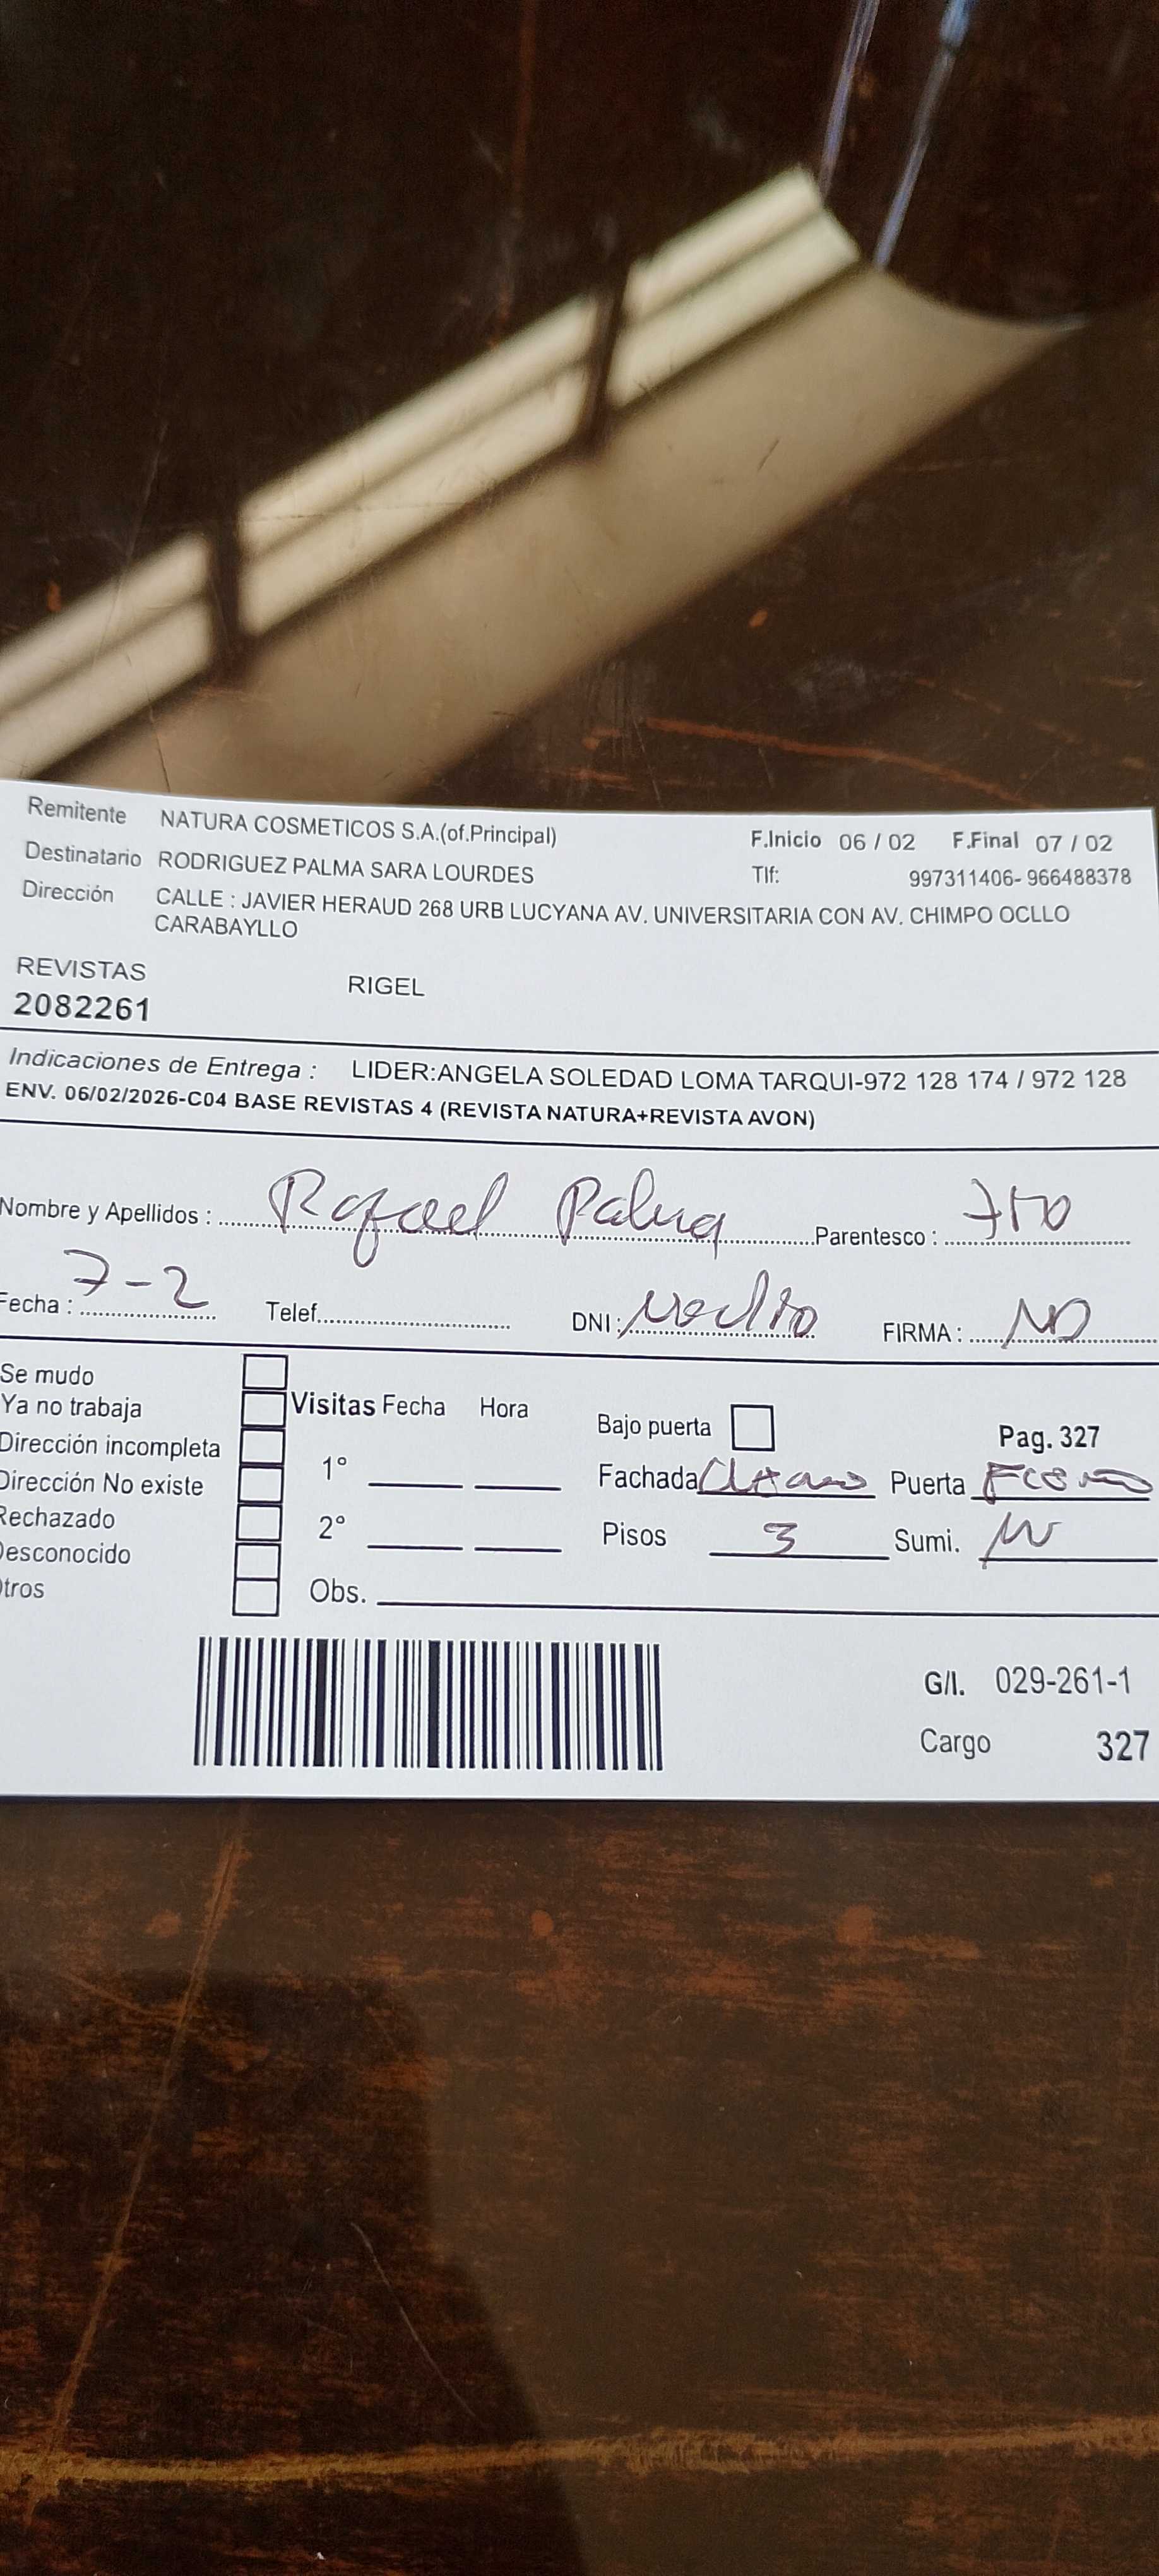 Remitente NATURA COSMETICOS S.A.(of.Principal) F.Inicio 06 / 02 F.Final 07 / 02
Destinatario RODRIGUEZ PALMA SARA LOURDES Tlf: 997311406- 966488378
Dirección CALLE : JAVIER HERAUD 268 URB LUCYANA AV. UNIVERSITARIA CON AV. CHIMPO OCLLO
CARABAYLLO
REVISTAS RIGEL
2082261
Indicaciones de Entrega : LIDER:ANGELA SOLEDAD LOMA TARQUI-972 128 174 / 972 128
ENV. 06/02/2026-C04 BASE REVISTAS 4 (REVISTA NATURA+REVISTA AVON)
Nombre y Apellidos : Rafael Palma Parentesco :
Fecha : 7-2 Telef. DNI: FIRMA :
Se mudo
Ya no trabaja Visitas Fecha Hora Bajo puerta Pag. 327
Dirección incompleta 1° Fachada Puerta
Dirección No existe
Rechazado 2° Pisos 3 Sumi.
Desconocido
Otros Obs.
G/I. 029-261-1
Cargo 327